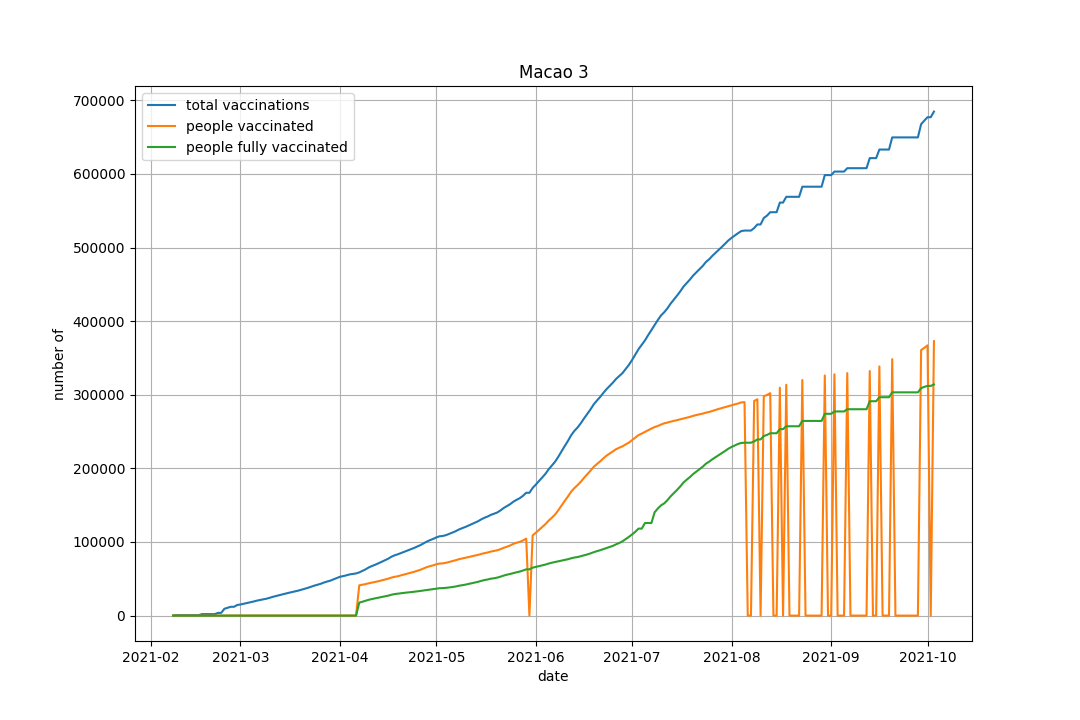 Macao 3
total vaccinations
people vaccinated
people fully vaccinated
number of
700000
600000
500000
400000
300000
200000
100000
0
2021-02 2021-03 2021-04 2021-05 2021-06 2021-07 2021-08 2021-09 2021-10
date